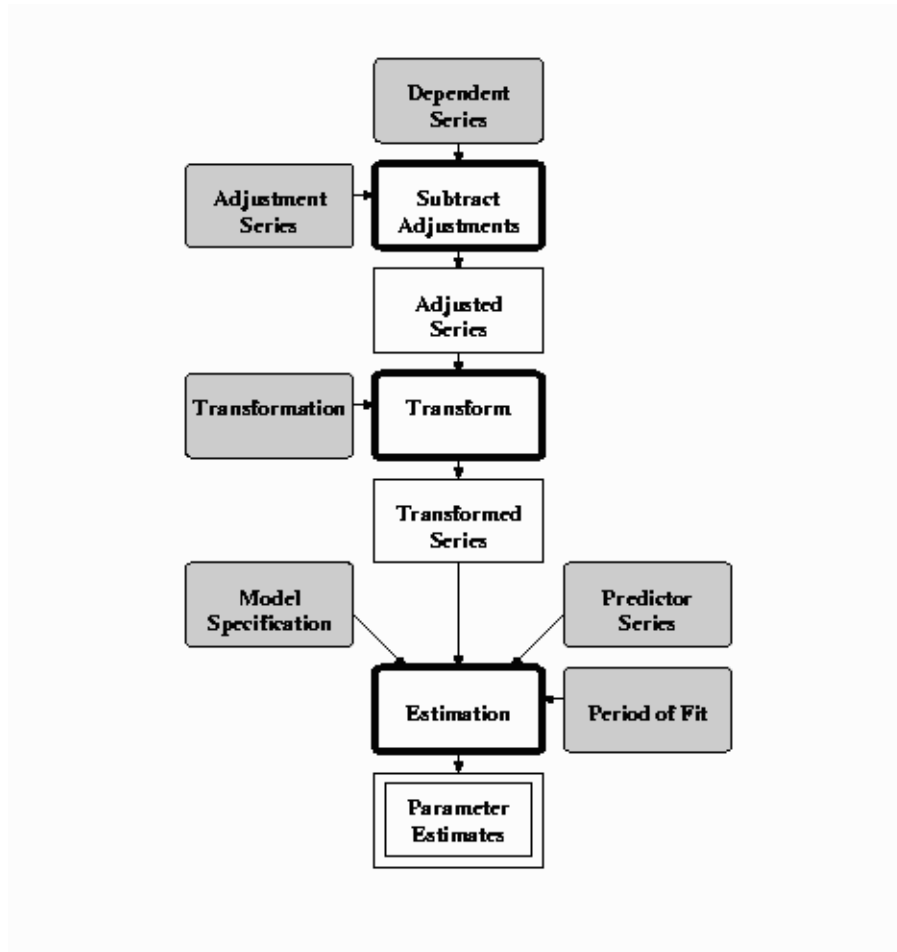 Dependent
Series
Adjustment
Series
Subtract
Adjustments
Adjusted
Series
Transformation
Transform
Transformed
Series
Model
Specification
Predictor
Series
Estimation
Period of Fit
Parameter
Estimates